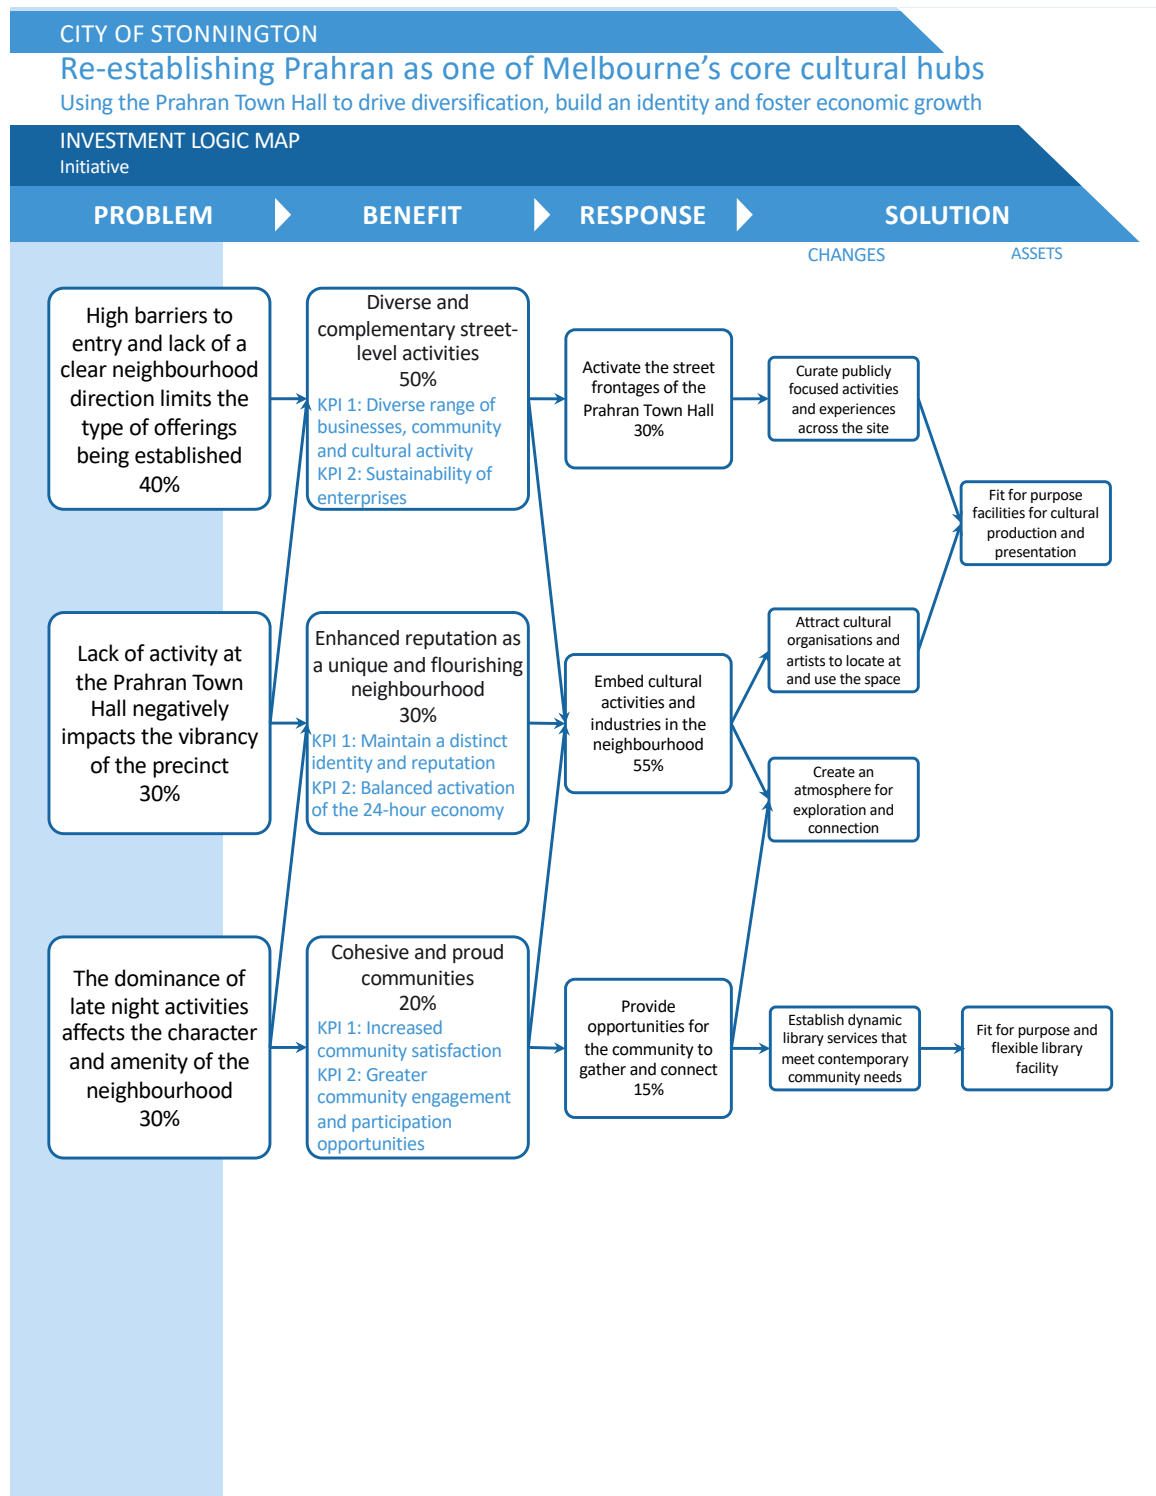 CITY OF STONNINGTON
Re-establishing Prahran as one of Melbourne’s core cultural hubs
Using the Prahran Town Hall to drive diversification, build an identity and foster economic growth
INVESTMENT LOGIC MAP
Initiative
PROBLEM
BENEFIT
RESPONSE
SOLUTION
CHANGES
ASSETS
High barriers to
entry and lack of a
clear neighbourhood
direction limits the
type of offerings
being established
40%
Diverse and
complementary street-
level activities
50%
KPI 1: Diverse range of
businesses, community
and cultural activity
KPI 2: Sustainability of
enterprises
Activate the street
frontages of the
Prahran Town Hall
30%
Curate publicly
focused activities
and experiences
across the site
Fit for purpose
facilities for cultural
production and
presentation
Lack of activity at
the Prahran Town
Hall negatively
impacts the vibrancy
of the precinct
30%
Enhanced reputation as
a unique and flourishing
neighbourhood
30%
KPI 1: Maintain a distinct
identity and reputation
KPI 2: Balanced activation
of the 24-hour economy
Embed cultural
activities and
industries in the
neighbourhood
55%
Attract cultural
organisations and
artists to locate at
and use the space
Create an
atmosphere for
exploration and
connection
The dominance of
late night activities
affects the character
and amenity of the
neighbourhood
30%
Cohesive and proud
communities
20%
KPI 1: Increased
community satisfaction
KPI 2: Greater
community engagement
and participation
opportunities
Provide
opportunities for
the community to
gather and connect
15%
Establish dynamic
library services that
meet contemporary
community needs
Fit for purpose and
flexible library
facility